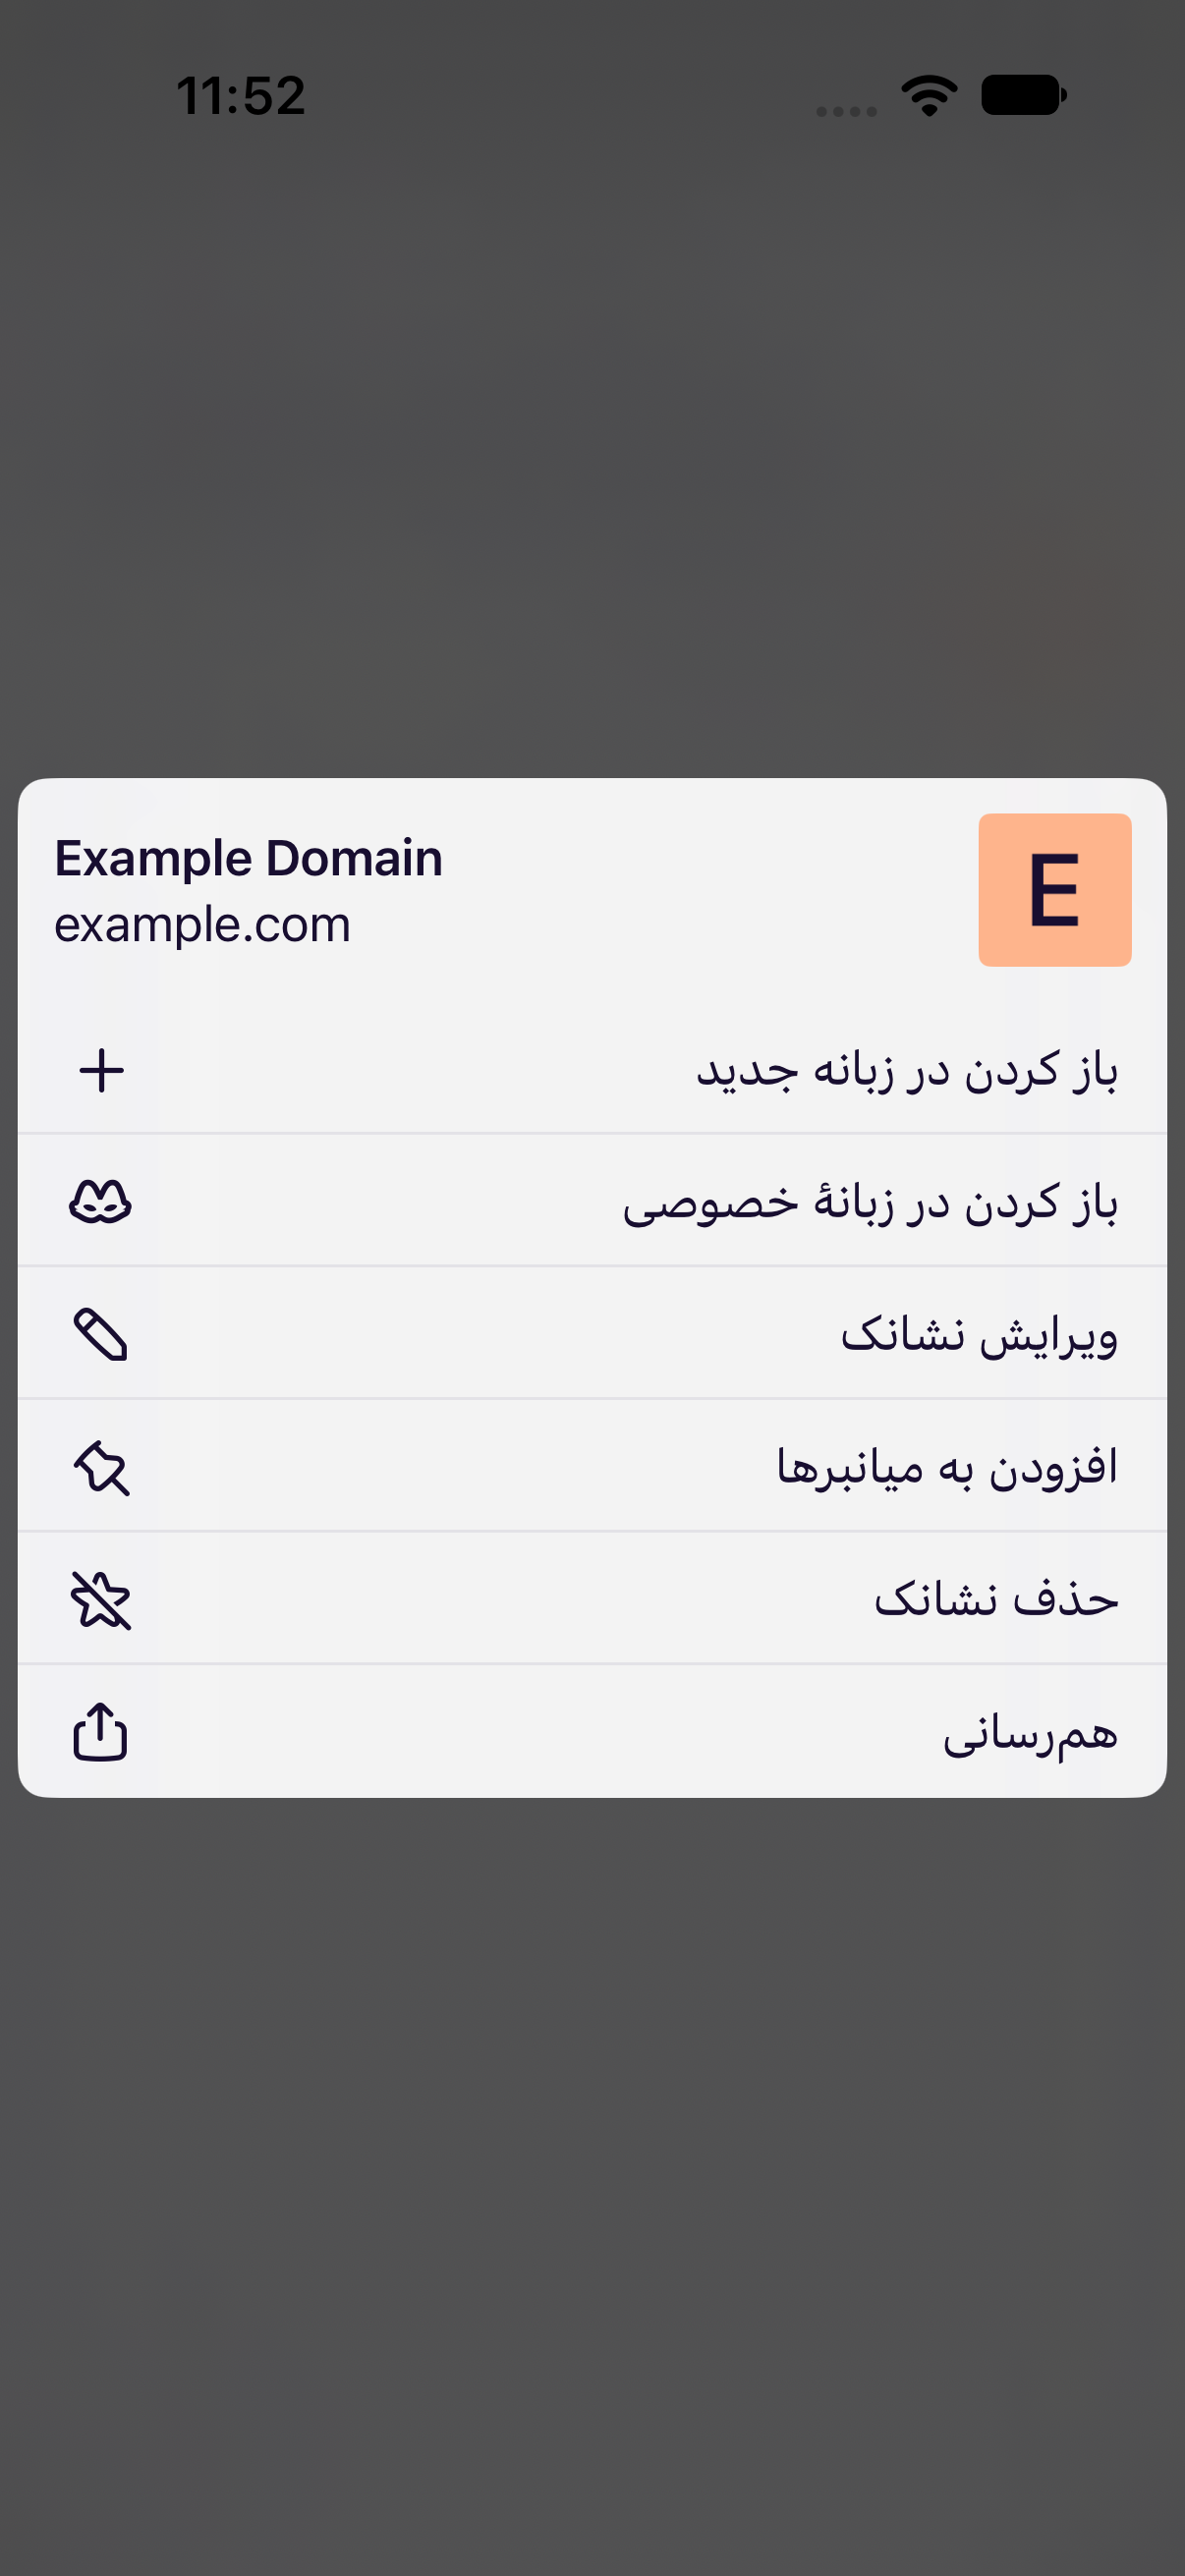 11:52
Example Domain
example.com
E
باز کردن در زبانه جدید
باز کردن در زبانهٔ خصوصی
ویرایش نشانک
افزودن به میانبرها
حذف نشانک
هم‌رسانی